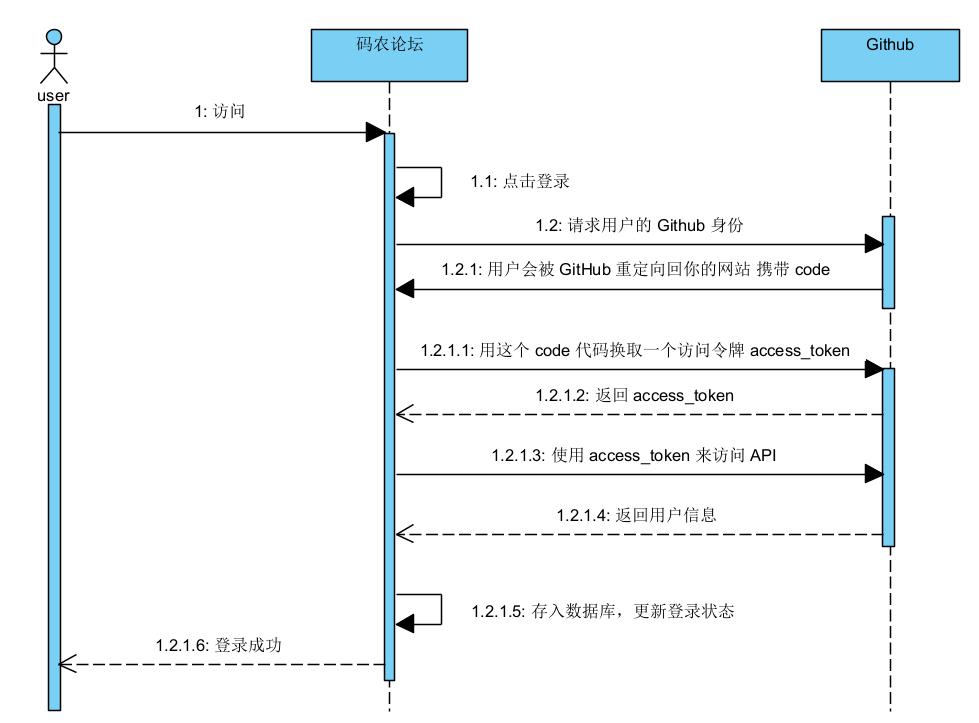 码农论坛
Github
user
1: 访问
1.1: 点击登录
1.2: 请求用户的 Github 身份
1.2.1: 用户会被 GitHub 重定向回你的网站 携带 code
1.2.1.1: 用这个 code 代码换取一个访问令牌 access_token
1.2.1.2: 返回 access_token
1.2.1.3: 使用 access_token 来访问 API
1.2.1.4: 返回用户信息
1.2.1.5: 存入数据库，更新登录状态
1.2.1.6: 登录成功